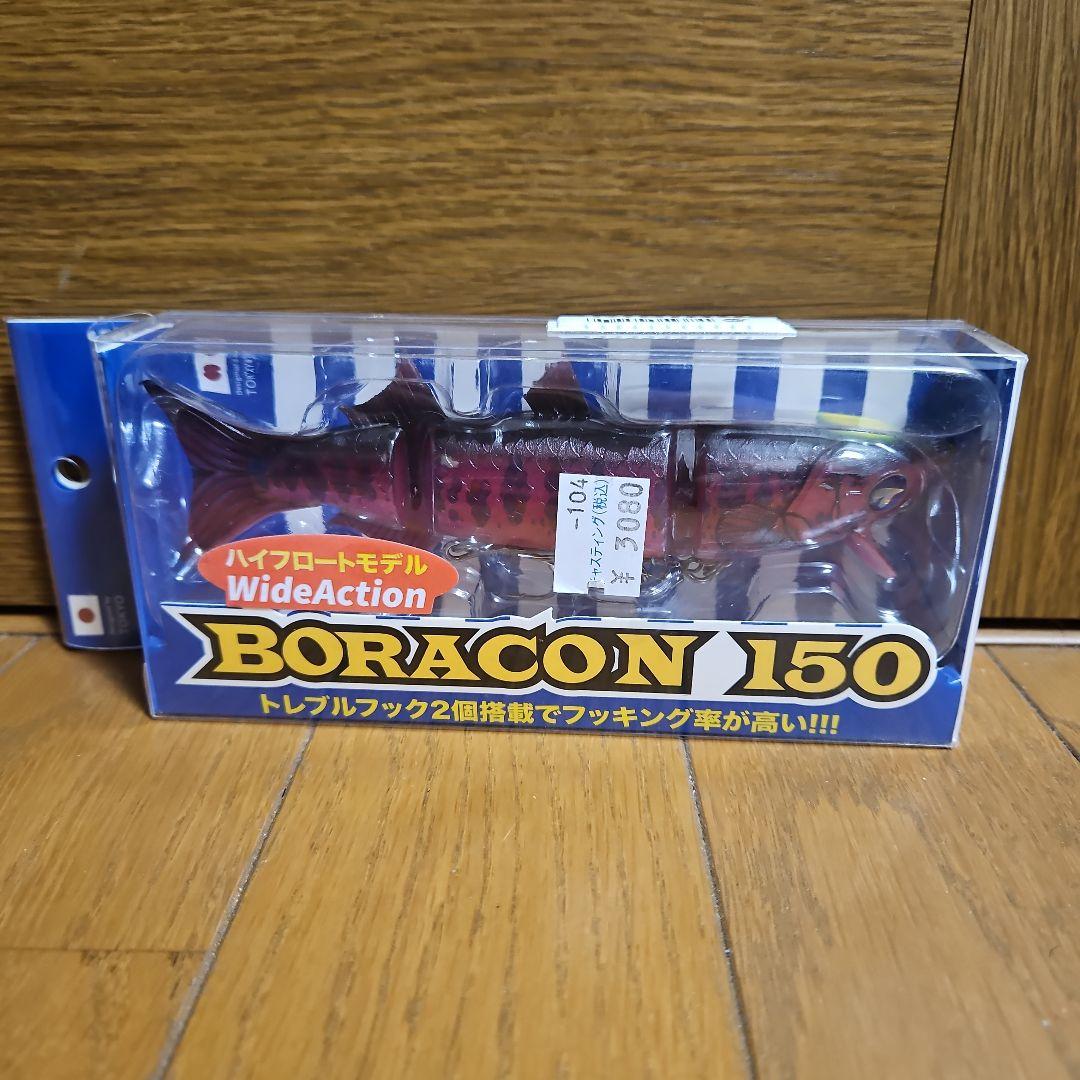 TOKYO
-104
キャスティング(税込)
¥ 3080
ハイフロートモデル
WideAction
BORACON 150
トレブルフック2個搭載でフッキング率が高い!!!
TOKYO